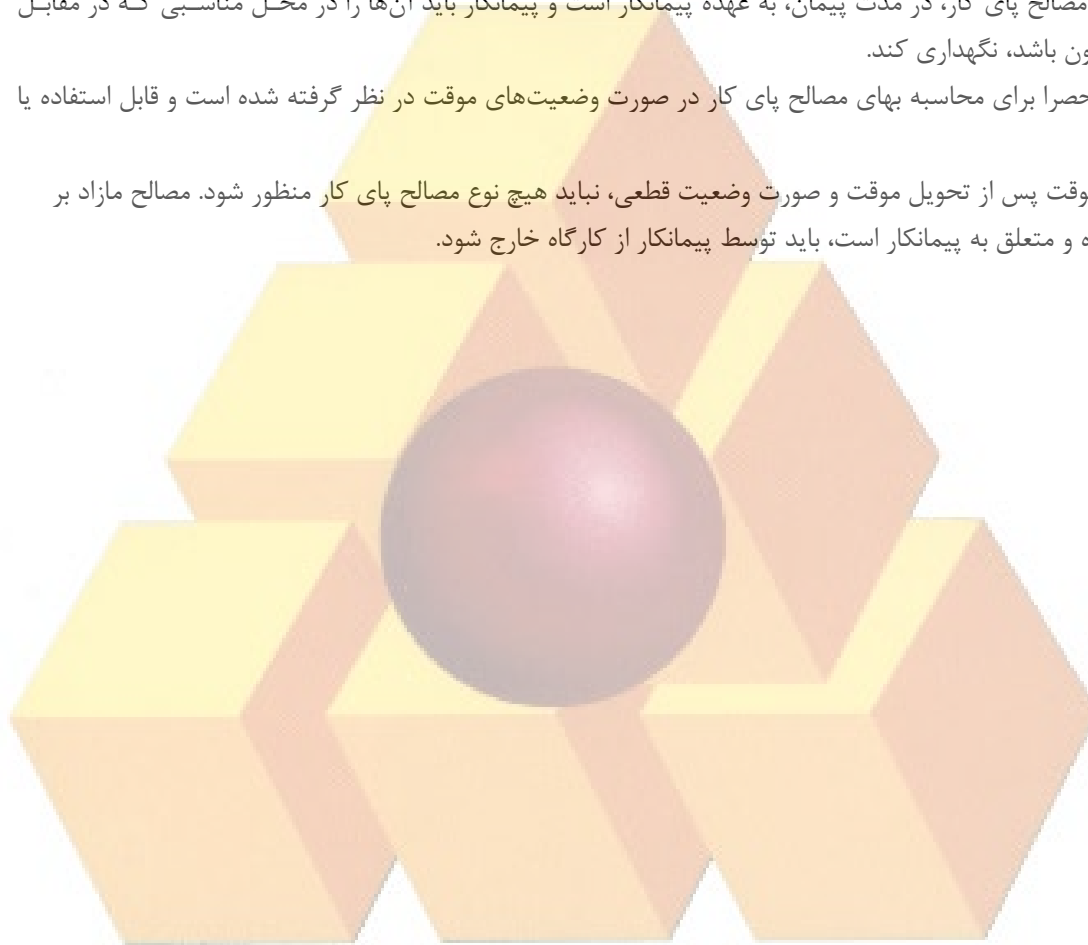 مصالح پای کار، در مدت پیمان، به عهده پیمانکار است و پیمانکار باید آن‌ها را در محل مناسبی که در مقابل
ون باشد، نگهداری کند.
حصرا برای محاسبه بهای مصالح پای کار در صورت وضعیت‌های موقت در نظر گرفته شده است و قابل استفاده یا
وقت پس از تحویل موقت و صورت وضعیت قطعی، نباید هیچ نوع مصالح پای کار منظور شود. مصالح مازاد بر
ه و متعلق به پیمانکار است، باید توسط پیمانکار از کارگاه خارج شود.